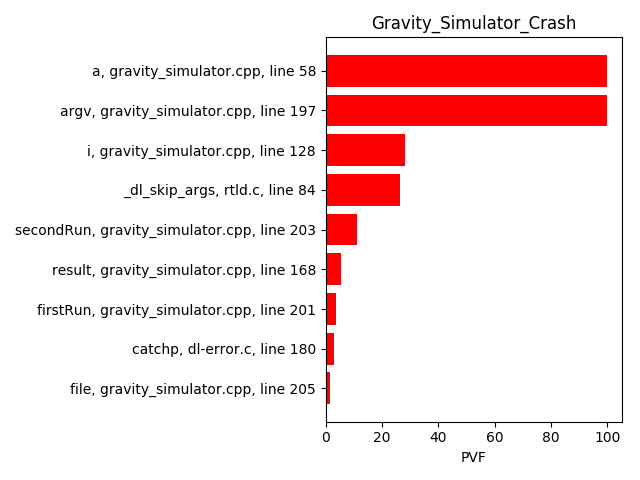 Gravity_Simulator_Crash
a, gravity_simulator.cpp, line 58
argv, gravity_simulator.cpp, line 197
i, gravity_simulator.cpp, line 128
_dl_skip_args, rtld.c, line 84
secondRun, gravity_simulator.cpp, line 203
result, gravity_simulator.cpp, line 168
firstRun, gravity_simulator.cpp, line 201
catchp, dl-error.c, line 180
file, gravity_simulator.cpp, line 205
0 20 40 60 80 100
PVF